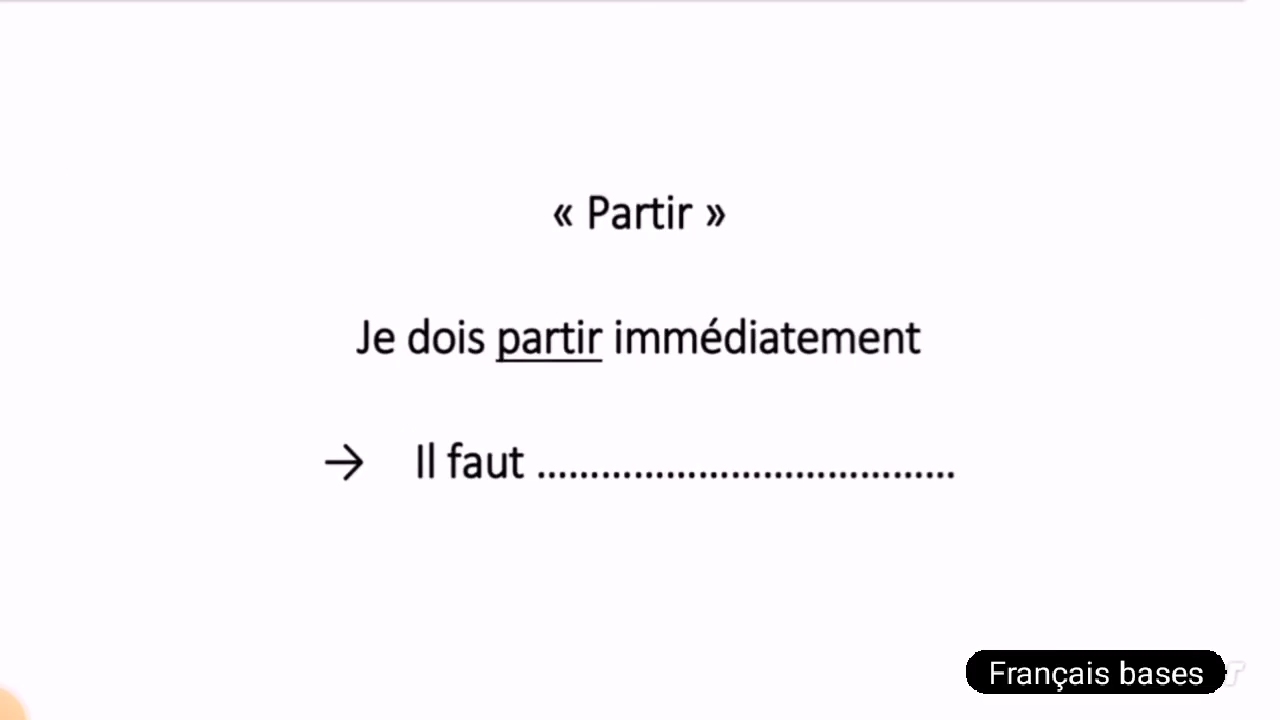 « Partir »
Je dois partir immédiatement
→ Il faut .......................................
Français bases